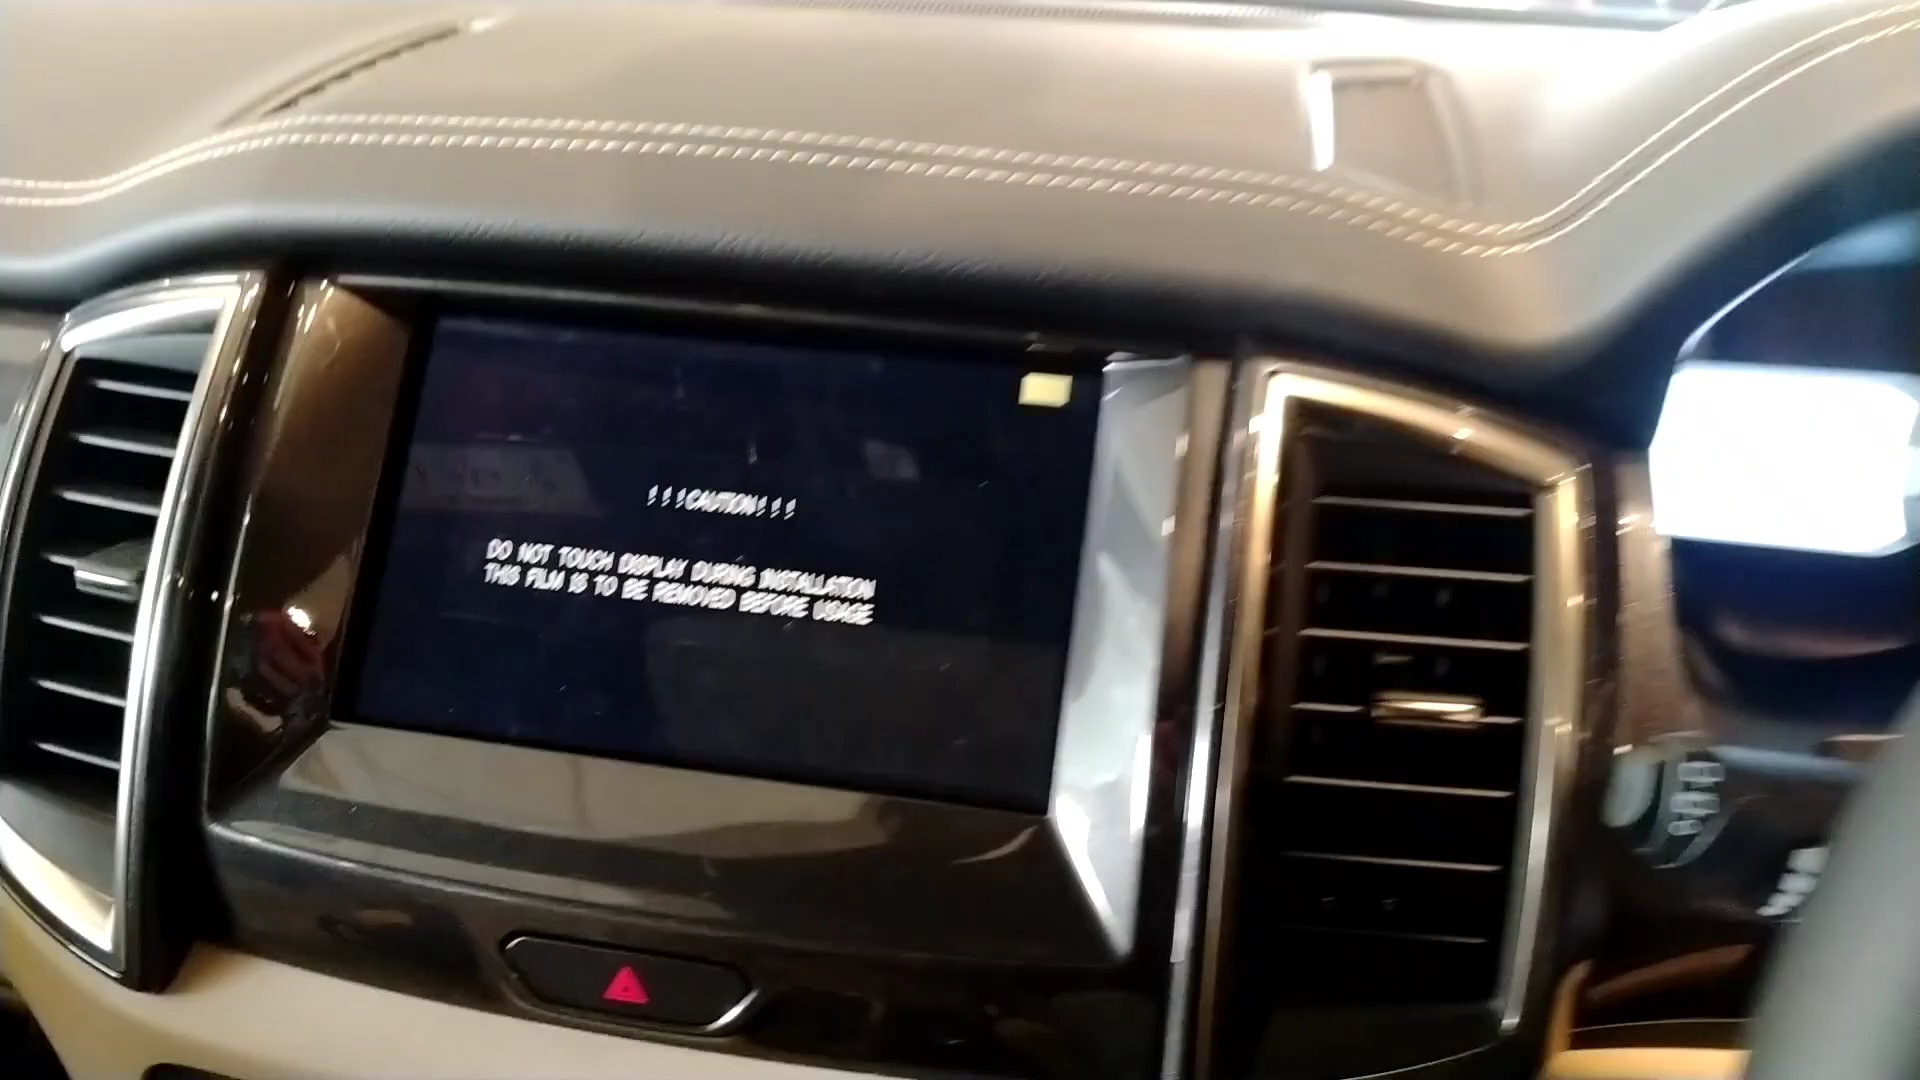 !!!CAUTION!!!
DO NOT TOUCH DISPLAY DURING INSTALLATION
THIS FILM IS TO BE REMOVED BEFORE USAGE